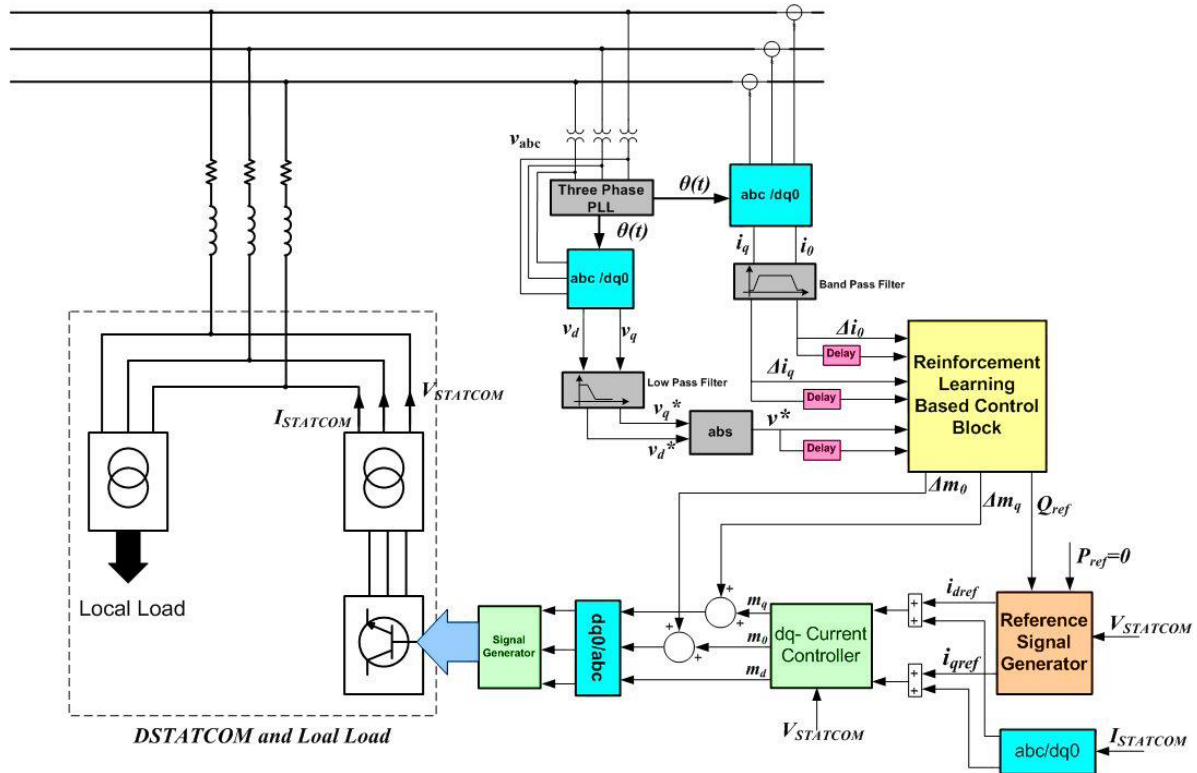 v_abc
Three Phase
PLL
θ(t)
θ(t)
abc /dq0
abc /dq0
i_q
i_0
Band Pass Filter
v_d
v_q
Low Pass Filter
v_q*
v_d*
abs
v*
Δi_0
Delay
Δi_q
Delay
Delay
Reinforcement
Learning
Based Control
Block
Δm_0
Δm_q
Q_ref
P_ref=0
V_STATCOM
I_STATCOM
Local Load
Signal
Generator
dq0/abc
+
+
+
+
m_q
m_0
m_d
dq- Current
Controller
V_STATCOM
+
+
+
+
i_dref
i_qref
Reference
Signal
Generator
V_STATCOM
abc/dq0
I_STATCOM
DSTATCOM and Loal Load